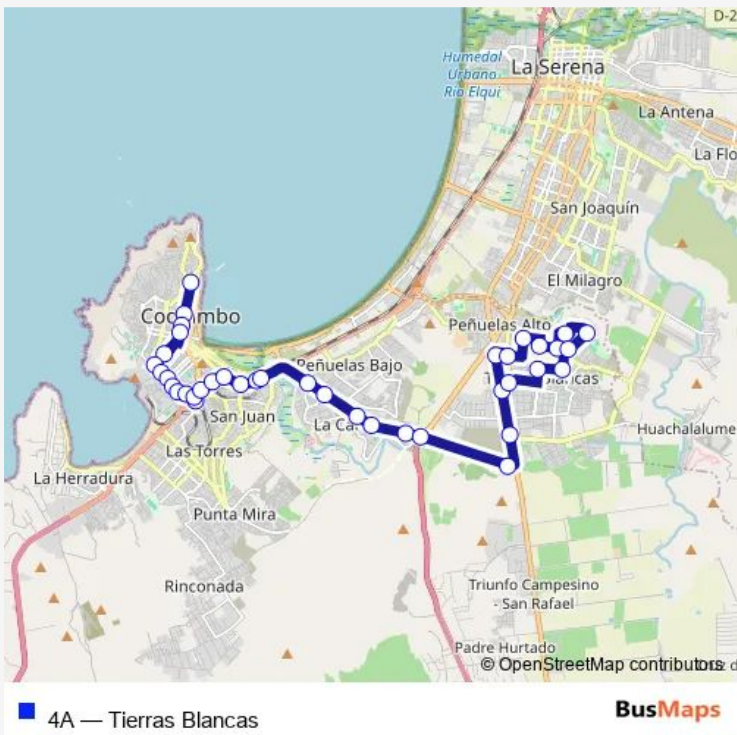 D-2
Humedal
Urbano
Río Elqui
La Serena
La Antena
La Flo
San Joaquín
El Milagro
Coquimbo
Peñuelas Alto
Peñuelas Bajo
Tierras Blancas
San Juan
La Ca
Las Torres
Huachalalume
La Herradura
Punta Mira
Rinconada
Triunfo Campesino
- San Rafael
Padre Hurtado
© OpenStreetMap contributors
4A — Tierras Blancas
BusMaps